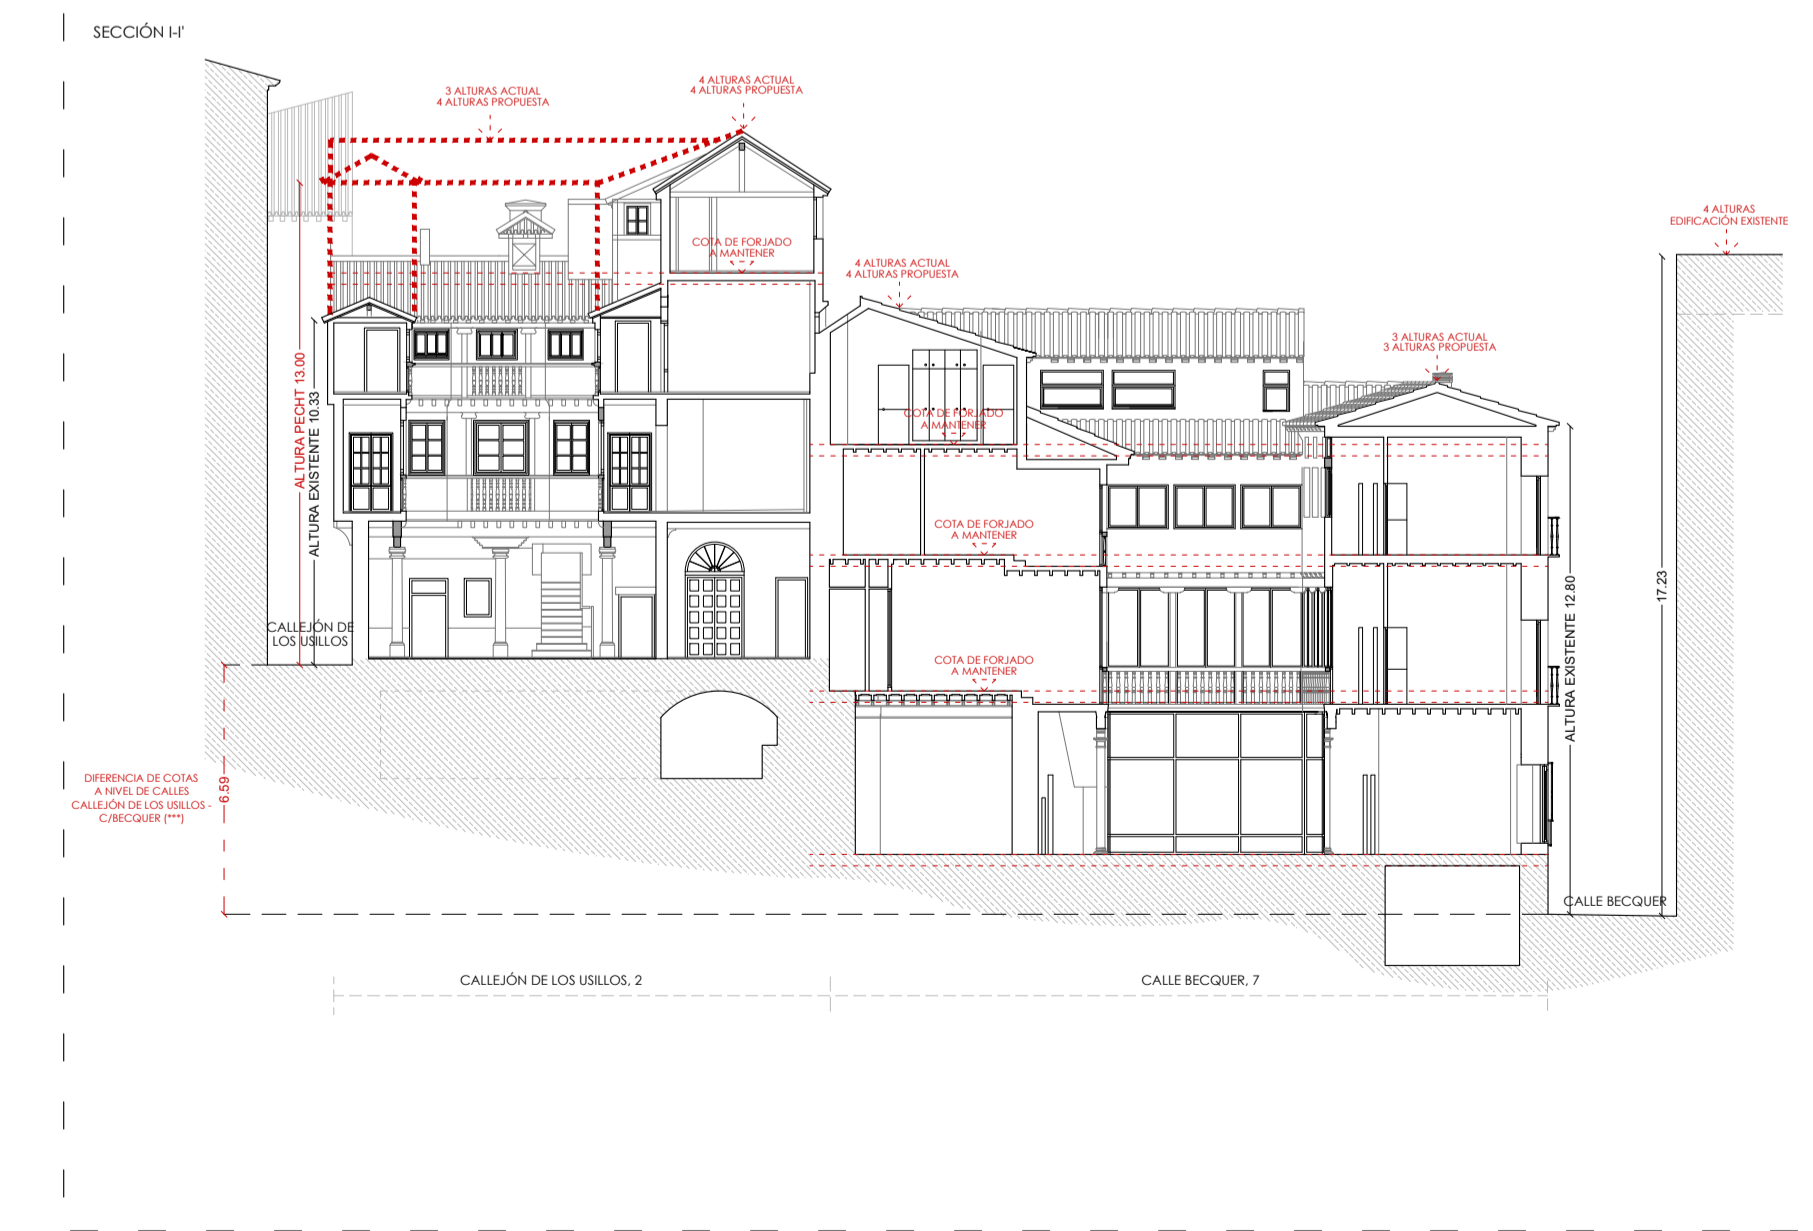 SECCIÓN I-I'
3 ALTURAS ACTUAL
4 ALTURAS PROPUESTA
4 ALTURAS ACTUAL
4 ALTURAS PROPUESTA
4 ALTURAS
EDIFICACIÓN EXISTENTE
COTA DE FORJADO
A MANTENER
4 ALTURAS ACTUAL
4 ALTURAS PROPUESTA
3 ALTURAS ACTUAL
3 ALTURAS PROPUESTA
ALTURA PECHT 13.00
ALTURA EXISTENTE 10.33
COTA DE FORJADO
A MANTENER
COTA DE FORJADO
A MANTENER
ALTURA EXISTENTE 12.80
17.23
CALLEJÓN DE
LOS USILLOS
COTA DE FORJADO
A MANTENER
DIFERENCIA DE COTAS
A NIVEL DE CALLES
CALLEJÓN DE LOS USILLOS -
C/BECQUER (***)
6.59
CALLE BECQUER
CALLEJÓN DE LOS USILLOS, 2
CALLE BECQUER, 7